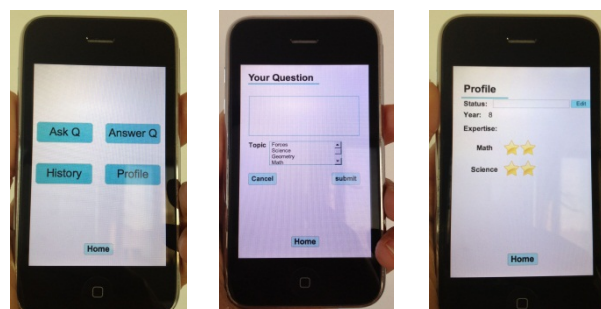 Ask Q
Answer Q
History
Profile
Home
Your Question
Topic
Forces
Science
Geometry
Math
Cancel
submit
Home
Profile
Status:
Edit
Year: 8
Expertise:
Math
Science
Home